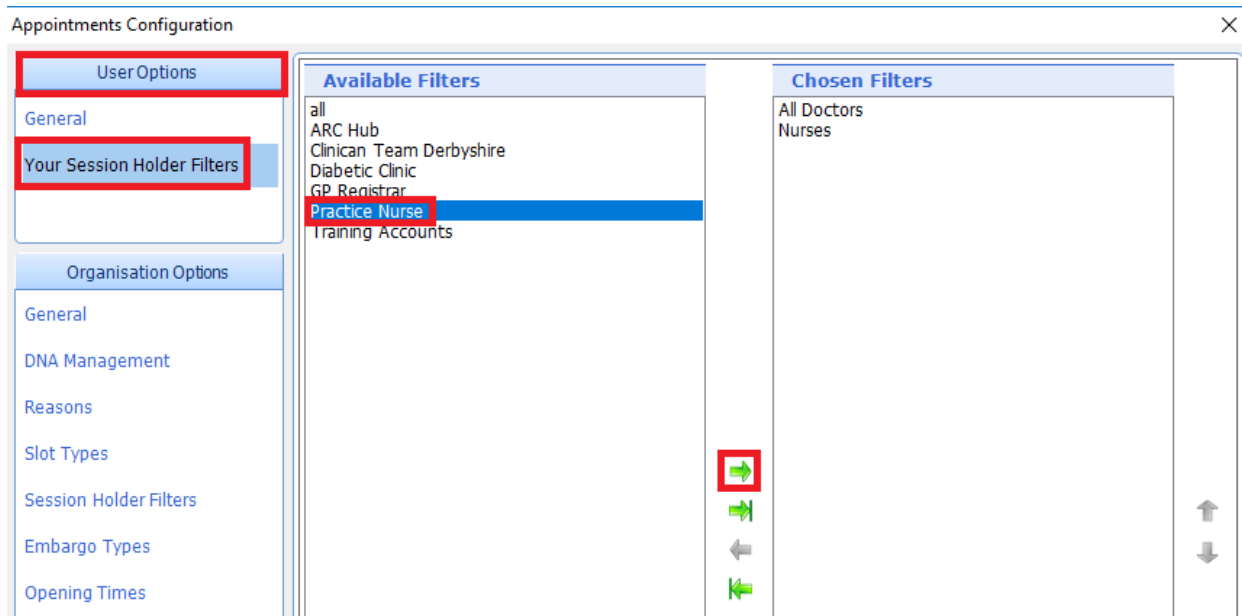 Appointments Configuration
User Options
General
Your Session Holder Filters
Organisation Options
General
DNA Management
Reasons
Slot Types
Session Holder Filters
Embargo Types
Opening Times
Available Filters
all
ARC Hub
Clinican Team Derbyshire
Diabetic Clinic
GP Registrar
Practice Nurse
Training Accounts
Chosen Filters
All Doctors
Nurses